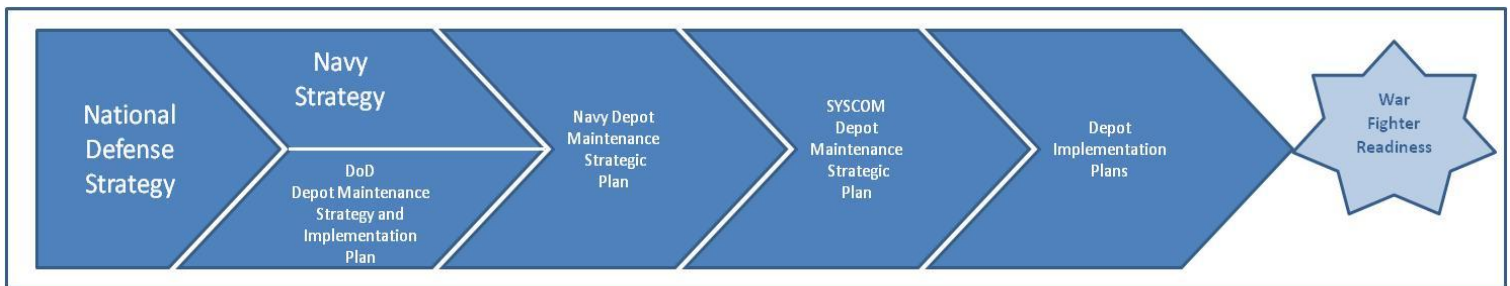 National
Defense
Strategy
Navy
Strategy
DoD
Depot Maintenance
Strategy and
Implementation
Plan
Navy Depot
Maintenance
Strategic
Plan
SYSCOM
Depot
Maintenance
Strategic
Plan
Depot
Implementation
Plans
War
Fighter
Readiness